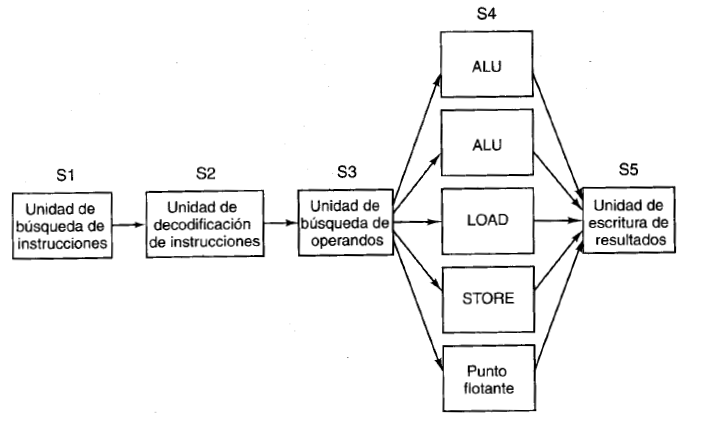 S4
ALU
ALU
S1
S2
S3
S5
Unidad de
búsqueda de
instrucciones
Unidad de
decodificación
de instrucciones
Unidad de
búsqueda de
operandos
LOAD
Unidad de
escritura de
resultados
STORE
Punto
flotante